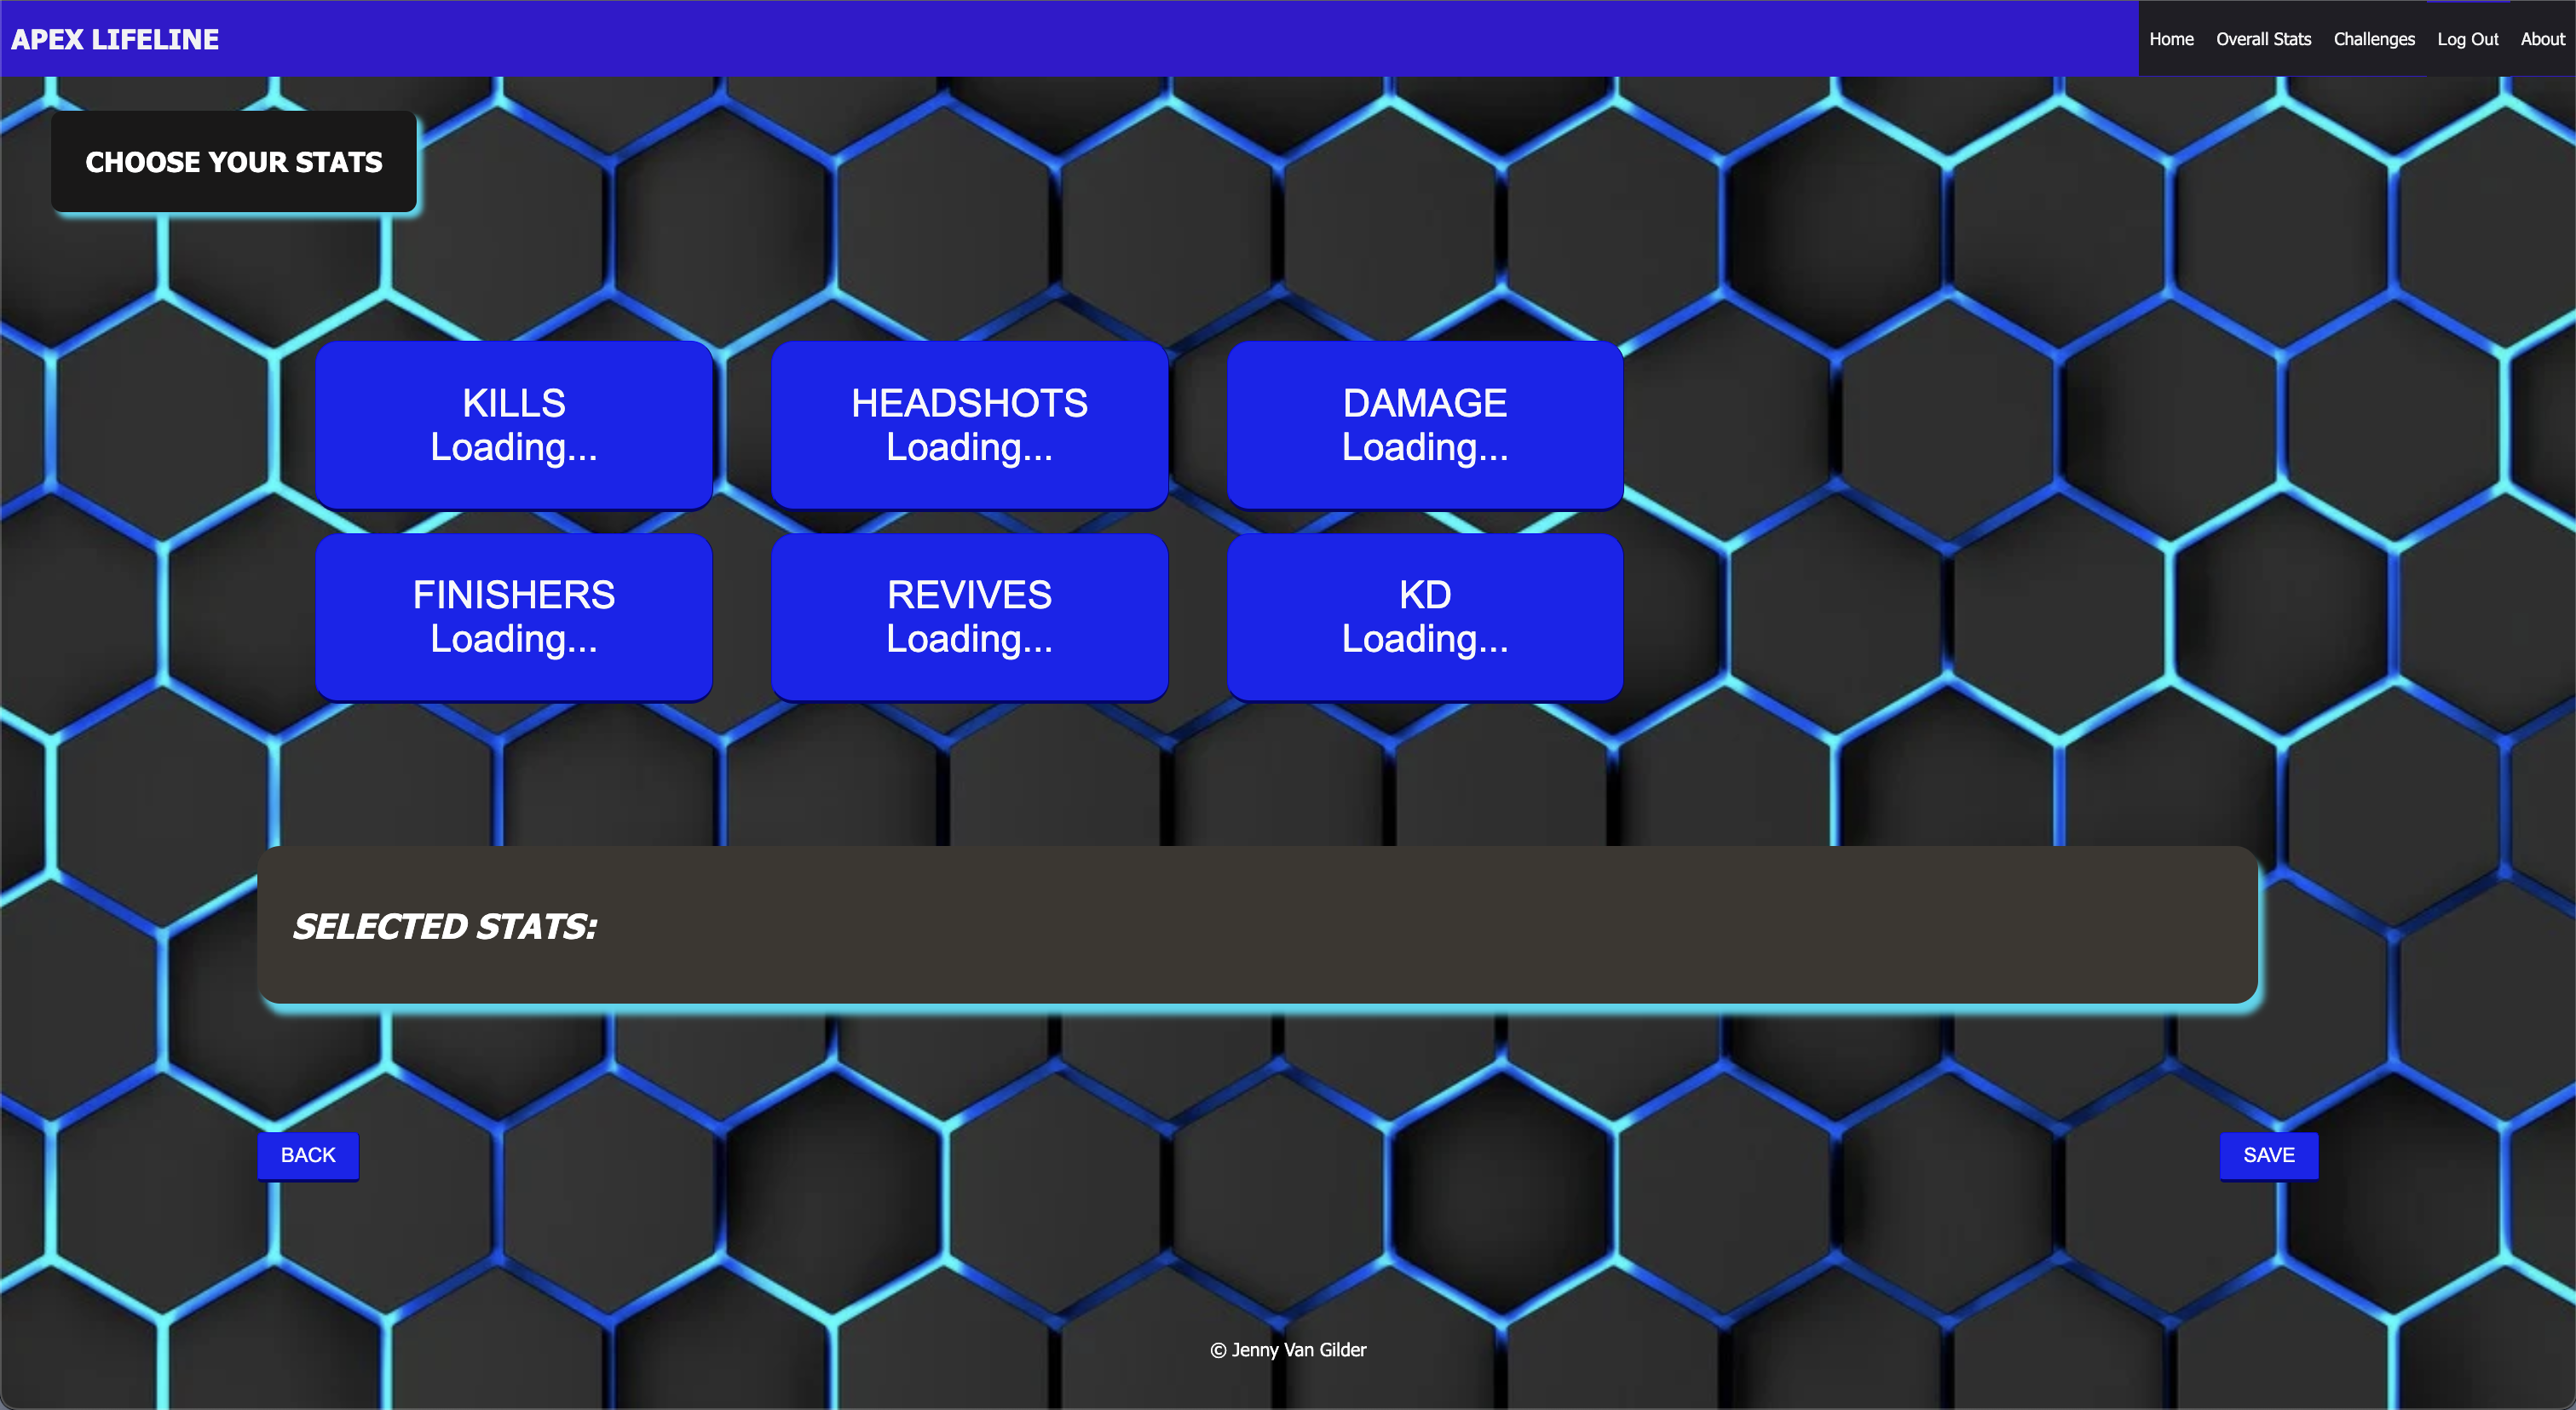 APEX LIFELINE
Home Overall Stats Challenges Log Out About
CHOOSE YOUR STATS
KILLS
Loading...
HEADSHOTS
Loading...
DAMAGE
Loading...
FINISHERS
Loading...
REVIVES
Loading...
KD
Loading...
SELECTED STATS:
BACK
SAVE
© Jenny Van Gilder